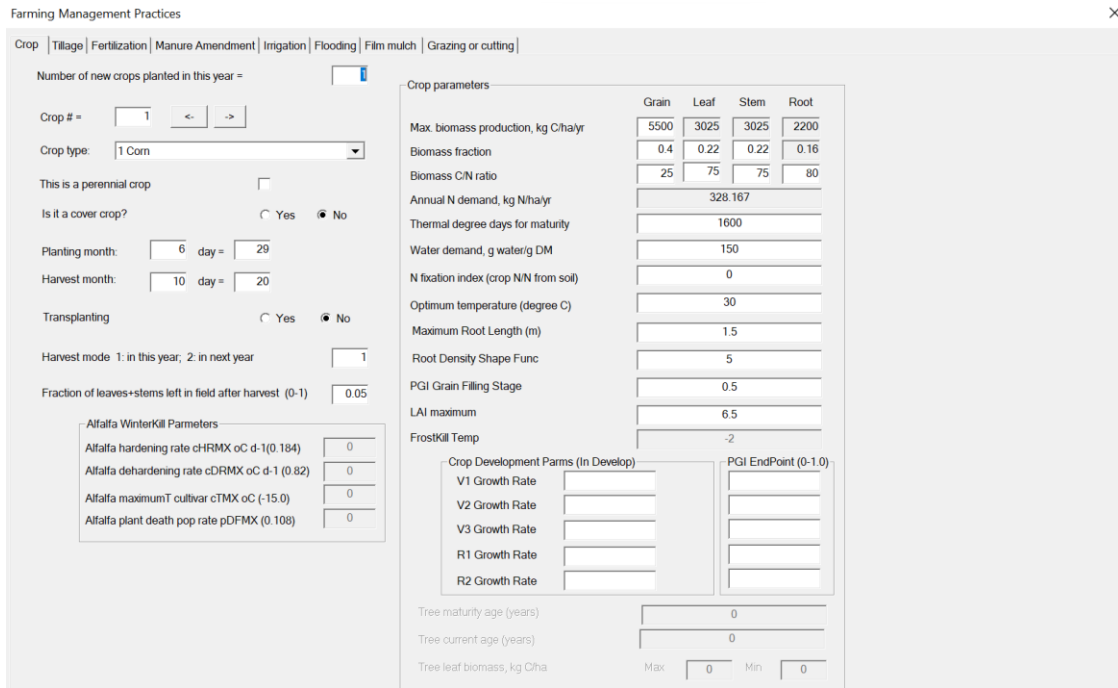 Farming Management Practices
Crop Tillage Fertilization Manure Amendment Irrigation Flooding Film mulch Grazing or cutting
Number of new crops planted in this year = 1
Crop # = 1 <- ->
Crop type: 1 Corn
This is a perennial crop
Is it a cover crop? Yes No
Planting month: 6 day = 29
Harvest month: 10 day = 20
Transplanting Yes No
Harvest mode 1: in this year; 2: in next year 1
Fraction of leaves+stems left in field after harvest (0-1) 0.05
Alfalfa WinterKill Parmeters
Alfalfa hardening rate cHRMX oC d-1(0.184) 0
Alfalfa dehardening rate cDRMX oC d-1 (0.82) 0
Alfalfa maximumT cultivar cTMX oC (-15.0) 0
Alfalfa plant death pop rate pDFMX (0.108) 0
Crop parameters
Grain Leaf Stem Root
Max. biomass production, kg C/ha/yr 5500 3025 3025 2200
Biomass fraction 0.4 0.22 0.22 0.16
Biomass C/N ratio 25 75 75 80
Annual N demand, kg N/ha/yr 328.167
Thermal degree days for maturity 1600
Water demand, g water/g DM 150
N fixation index (crop N/N from soil) 0
Optimum temperature (degree C) 30
Maximum Root Length (m) 1.5
Root Density Shape Func 5
PGI Grain Filling Stage 0.5
LAI maximum 6.5
FrostKill Temp -2
Crop Development Parms (In Develop) PGI EndPoint (0-1.0)
V1 Growth Rate
V2 Growth Rate
V3 Growth Rate
R1 Growth Rate
R2 Growth Rate
Tree maturity age (years) 0
Tree current age (years) 0
Tree leaf biomass, kg C/ha Max 0 Min 0